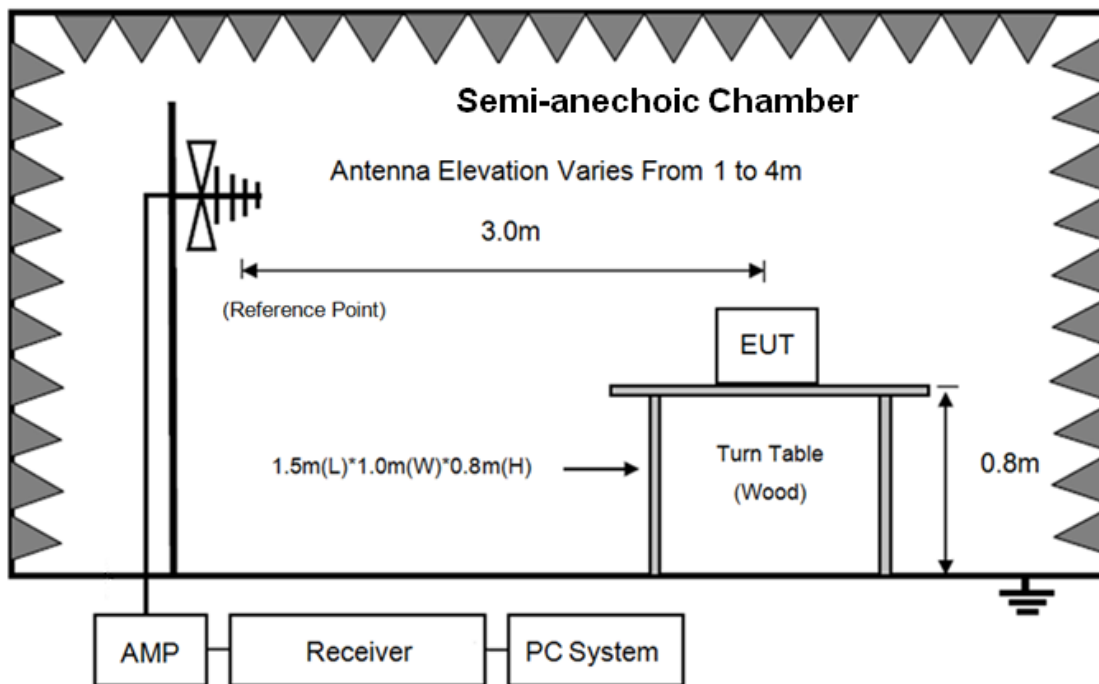 Semi-anechoic Chamber
Antenna Elevation Varies From 1 to 4m
3.0m
(Reference Point)
EUT
1.5m(L)*1.0m(W)*0.8m(H)
Turn Table
(Wood)
0.8m
AMP
Receiver
PC System